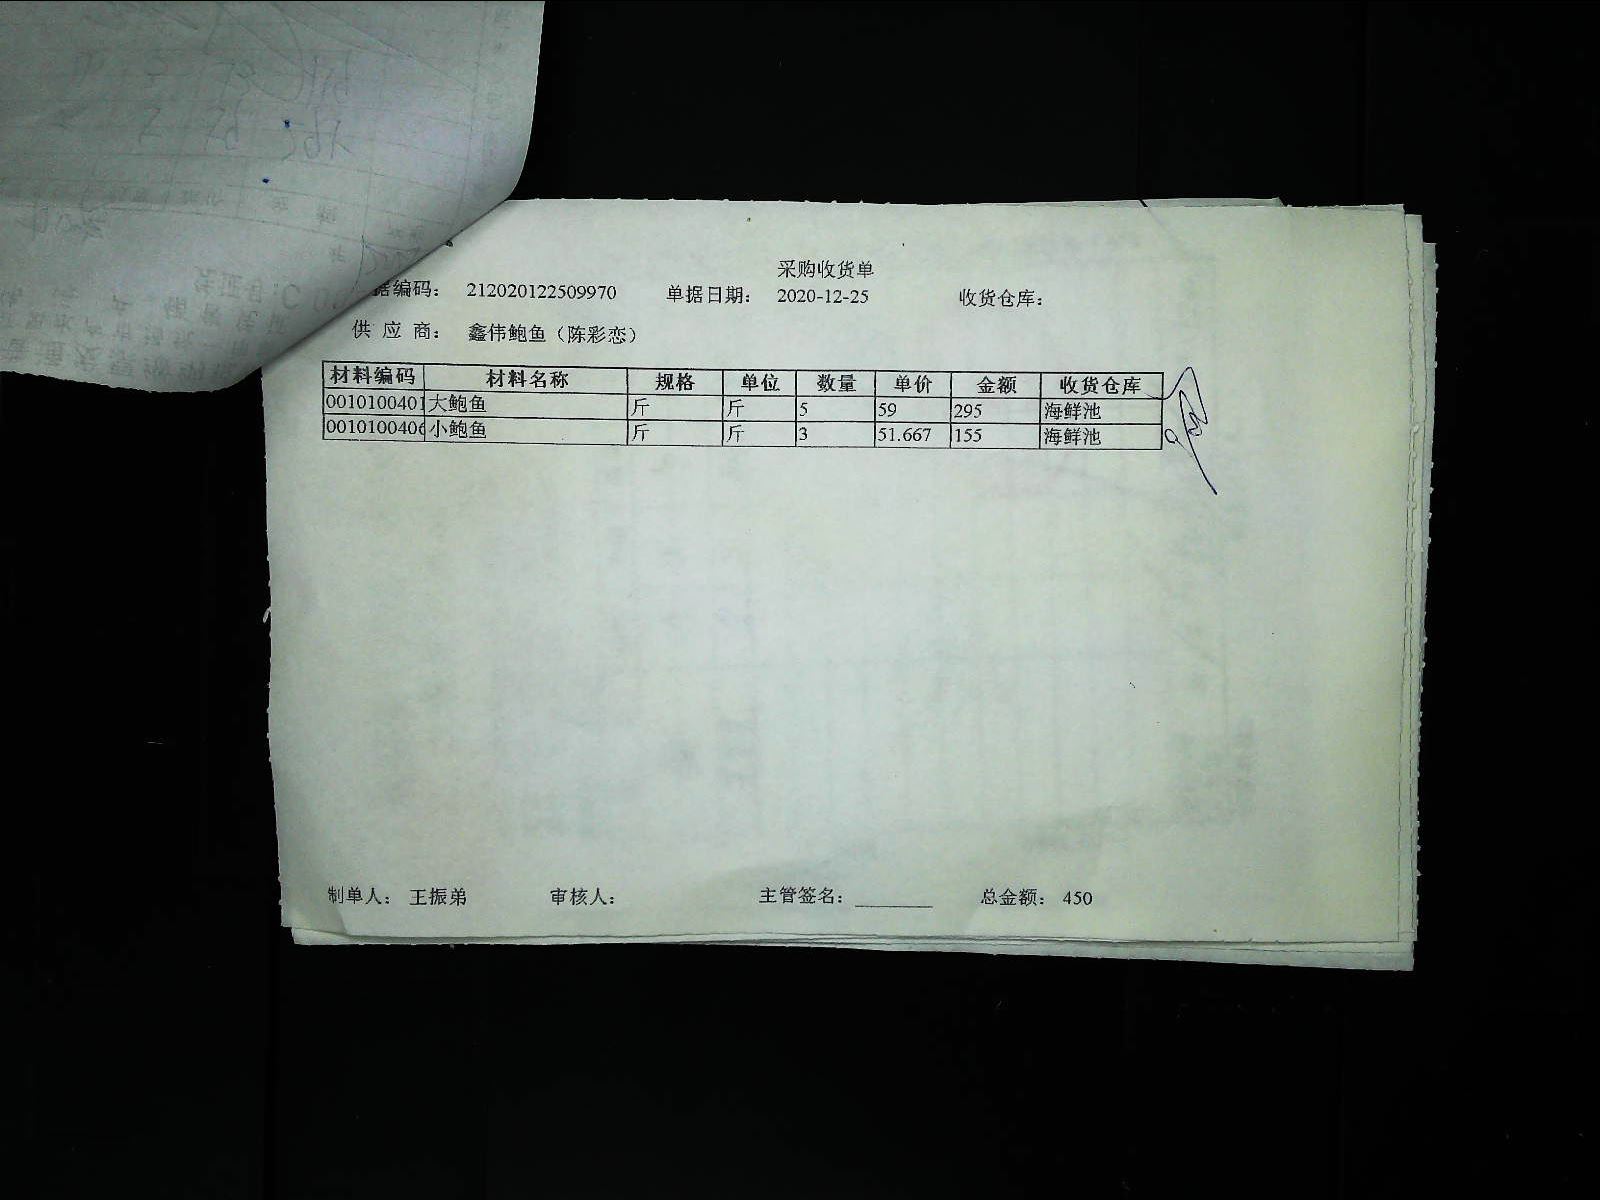 采购收货单
据编码： 212020122509970 单据日期： 2020-12-25 收货仓库：
供 应 商： 鑫伟鲍鱼（陈彩恋）
材料编码 材料名称 规格 单位 数量 单价 金额 收货仓库
0010100401 大鲍鱼 斤 斤 5 59 295 海鲜池
0010100406 小鲍鱼 斤 斤 3 51.667 155 海鲜池
制单人： 王振弟 审核人： 主管签名： 总金额： 450